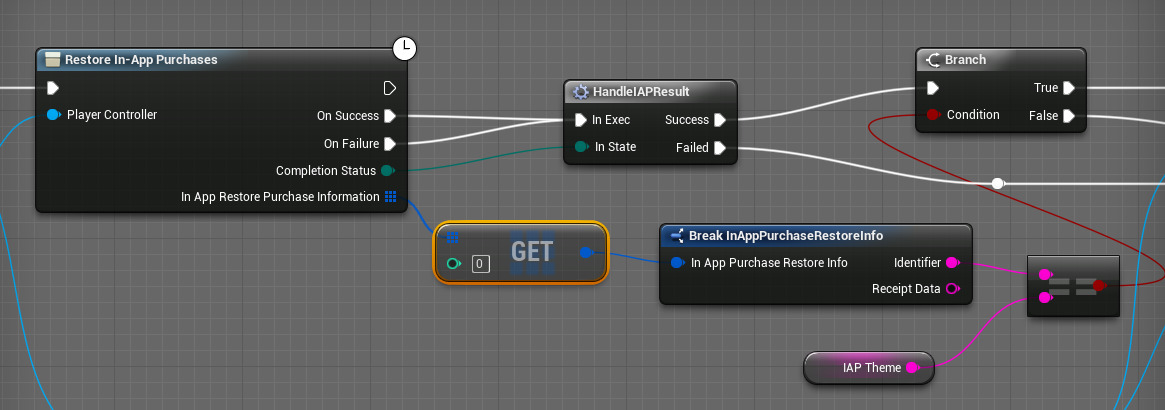 Restore In-App Purchases
Player Controller
On Success
On Failure
Completion Status
In App Restore Purchase Information
HandleIAPResult
In Exec
Success
In State
Failed
Branch
True
Condition
False
GET
0
Break InAppPurchaseRestoreInfo
In App Purchase Restore Info
Identifier
Receipt Data
==
IAP Theme